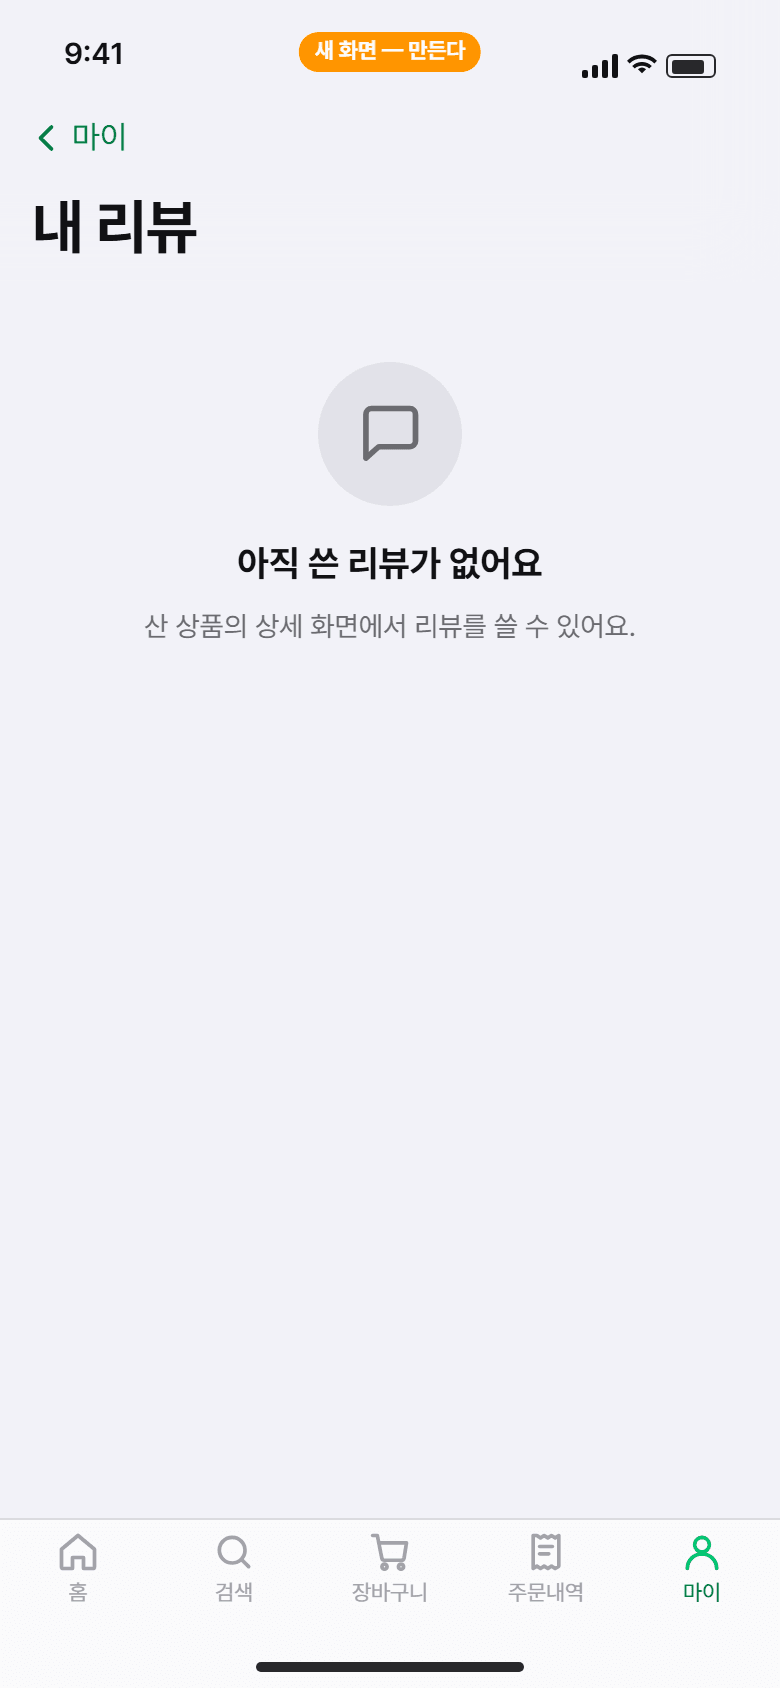 9:41
새 화면 — 만든다
마이
내 리뷰
아직 쓴 리뷰가 없어요
산 상품의 상세 화면에서 리뷰를 쓸 수 있어요.
홈
검색
장바구니
주문내역
마이